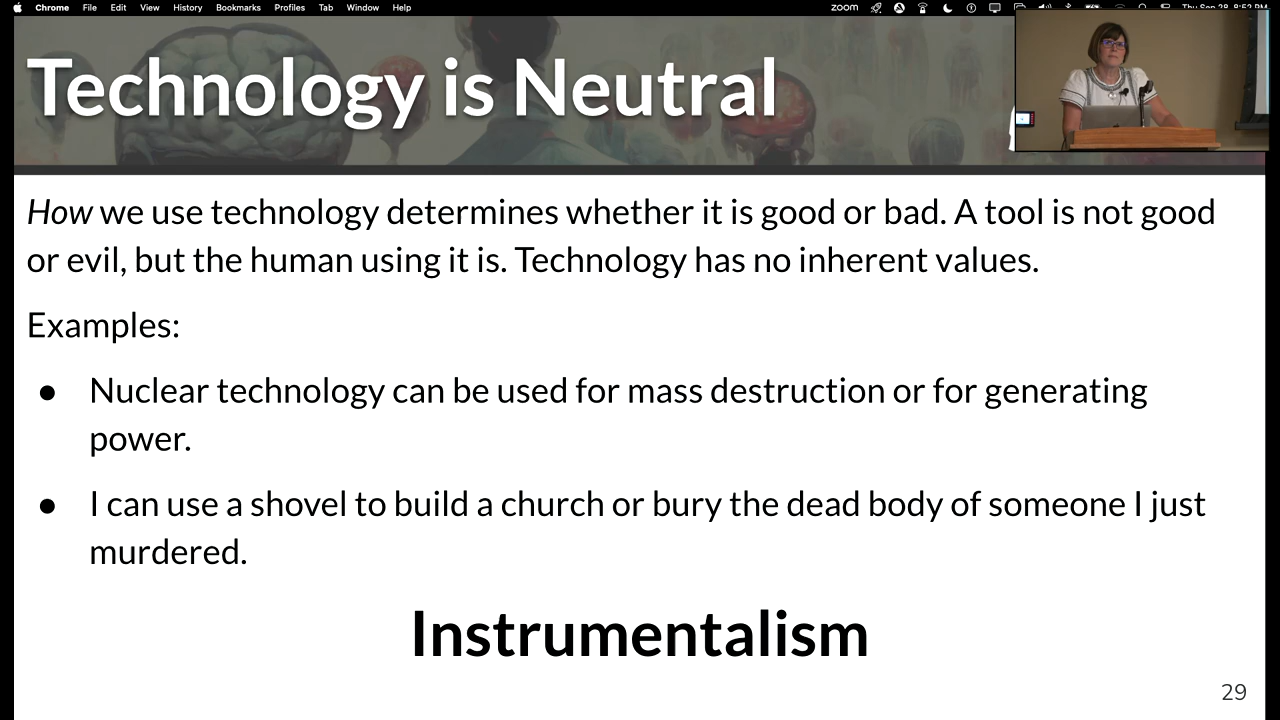 Chrome File Edit View History Bookmarks Profiles Tab Window Help zoom
Technology is Neutral
How we use technology determines whether it is good or bad. A tool is not good
or evil, but the human using it is. Technology has no inherent values.
Examples:
● Nuclear technology can be used for mass destruction or for generating
power.
● I can use a shovel to build a church or bury the dead body of someone I just
murdered.
Instrumentalism
29